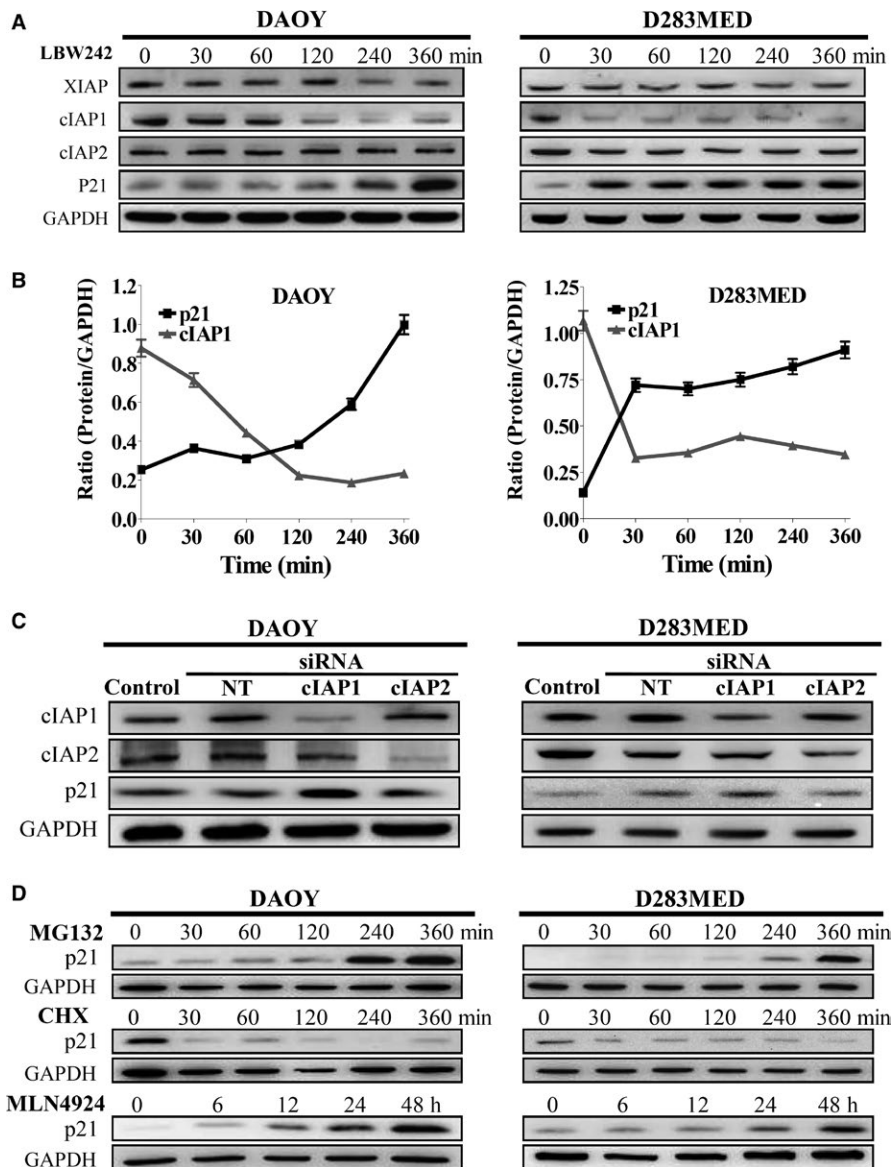 A
DAOY D283MED
LBW242 0 30 60 120 240 360 min 0 30 60 120 240 360 min
XIAP
cIAP1
cIAP2
P21
GAPDH
B
DAOY
p21
cIAP1
1.2
1.0
0.8
0.6
0.4
0.2
0.0
Ratio (Protein/GAPDH)
0 30 60 120 240 360
Time (min)
D283MED
p21
cIAP1
1.25
1.00
0.75
0.50
0.25
0.00
Ratio (Protein/GAPDH)
0 30 60 120 240 360
Time (min)
C
DAOY D283MED
siRNA siRNA
Control NT cIAP1 cIAP2 Control NT cIAP1 cIAP2
cIAP1
cIAP2
p21
GAPDH
D
DAOY D283MED
MG132 0 30 60 120 240 360 min 0 30 60 120 240 360 min
p21
GAPDH
CHX 0 30 60 120 240 360 min 0 30 60 120 240 360 min
p21
GAPDH
MLN4924 0 6 12 24 48 h 0 6 12 24 48 h
p21
GAPDH